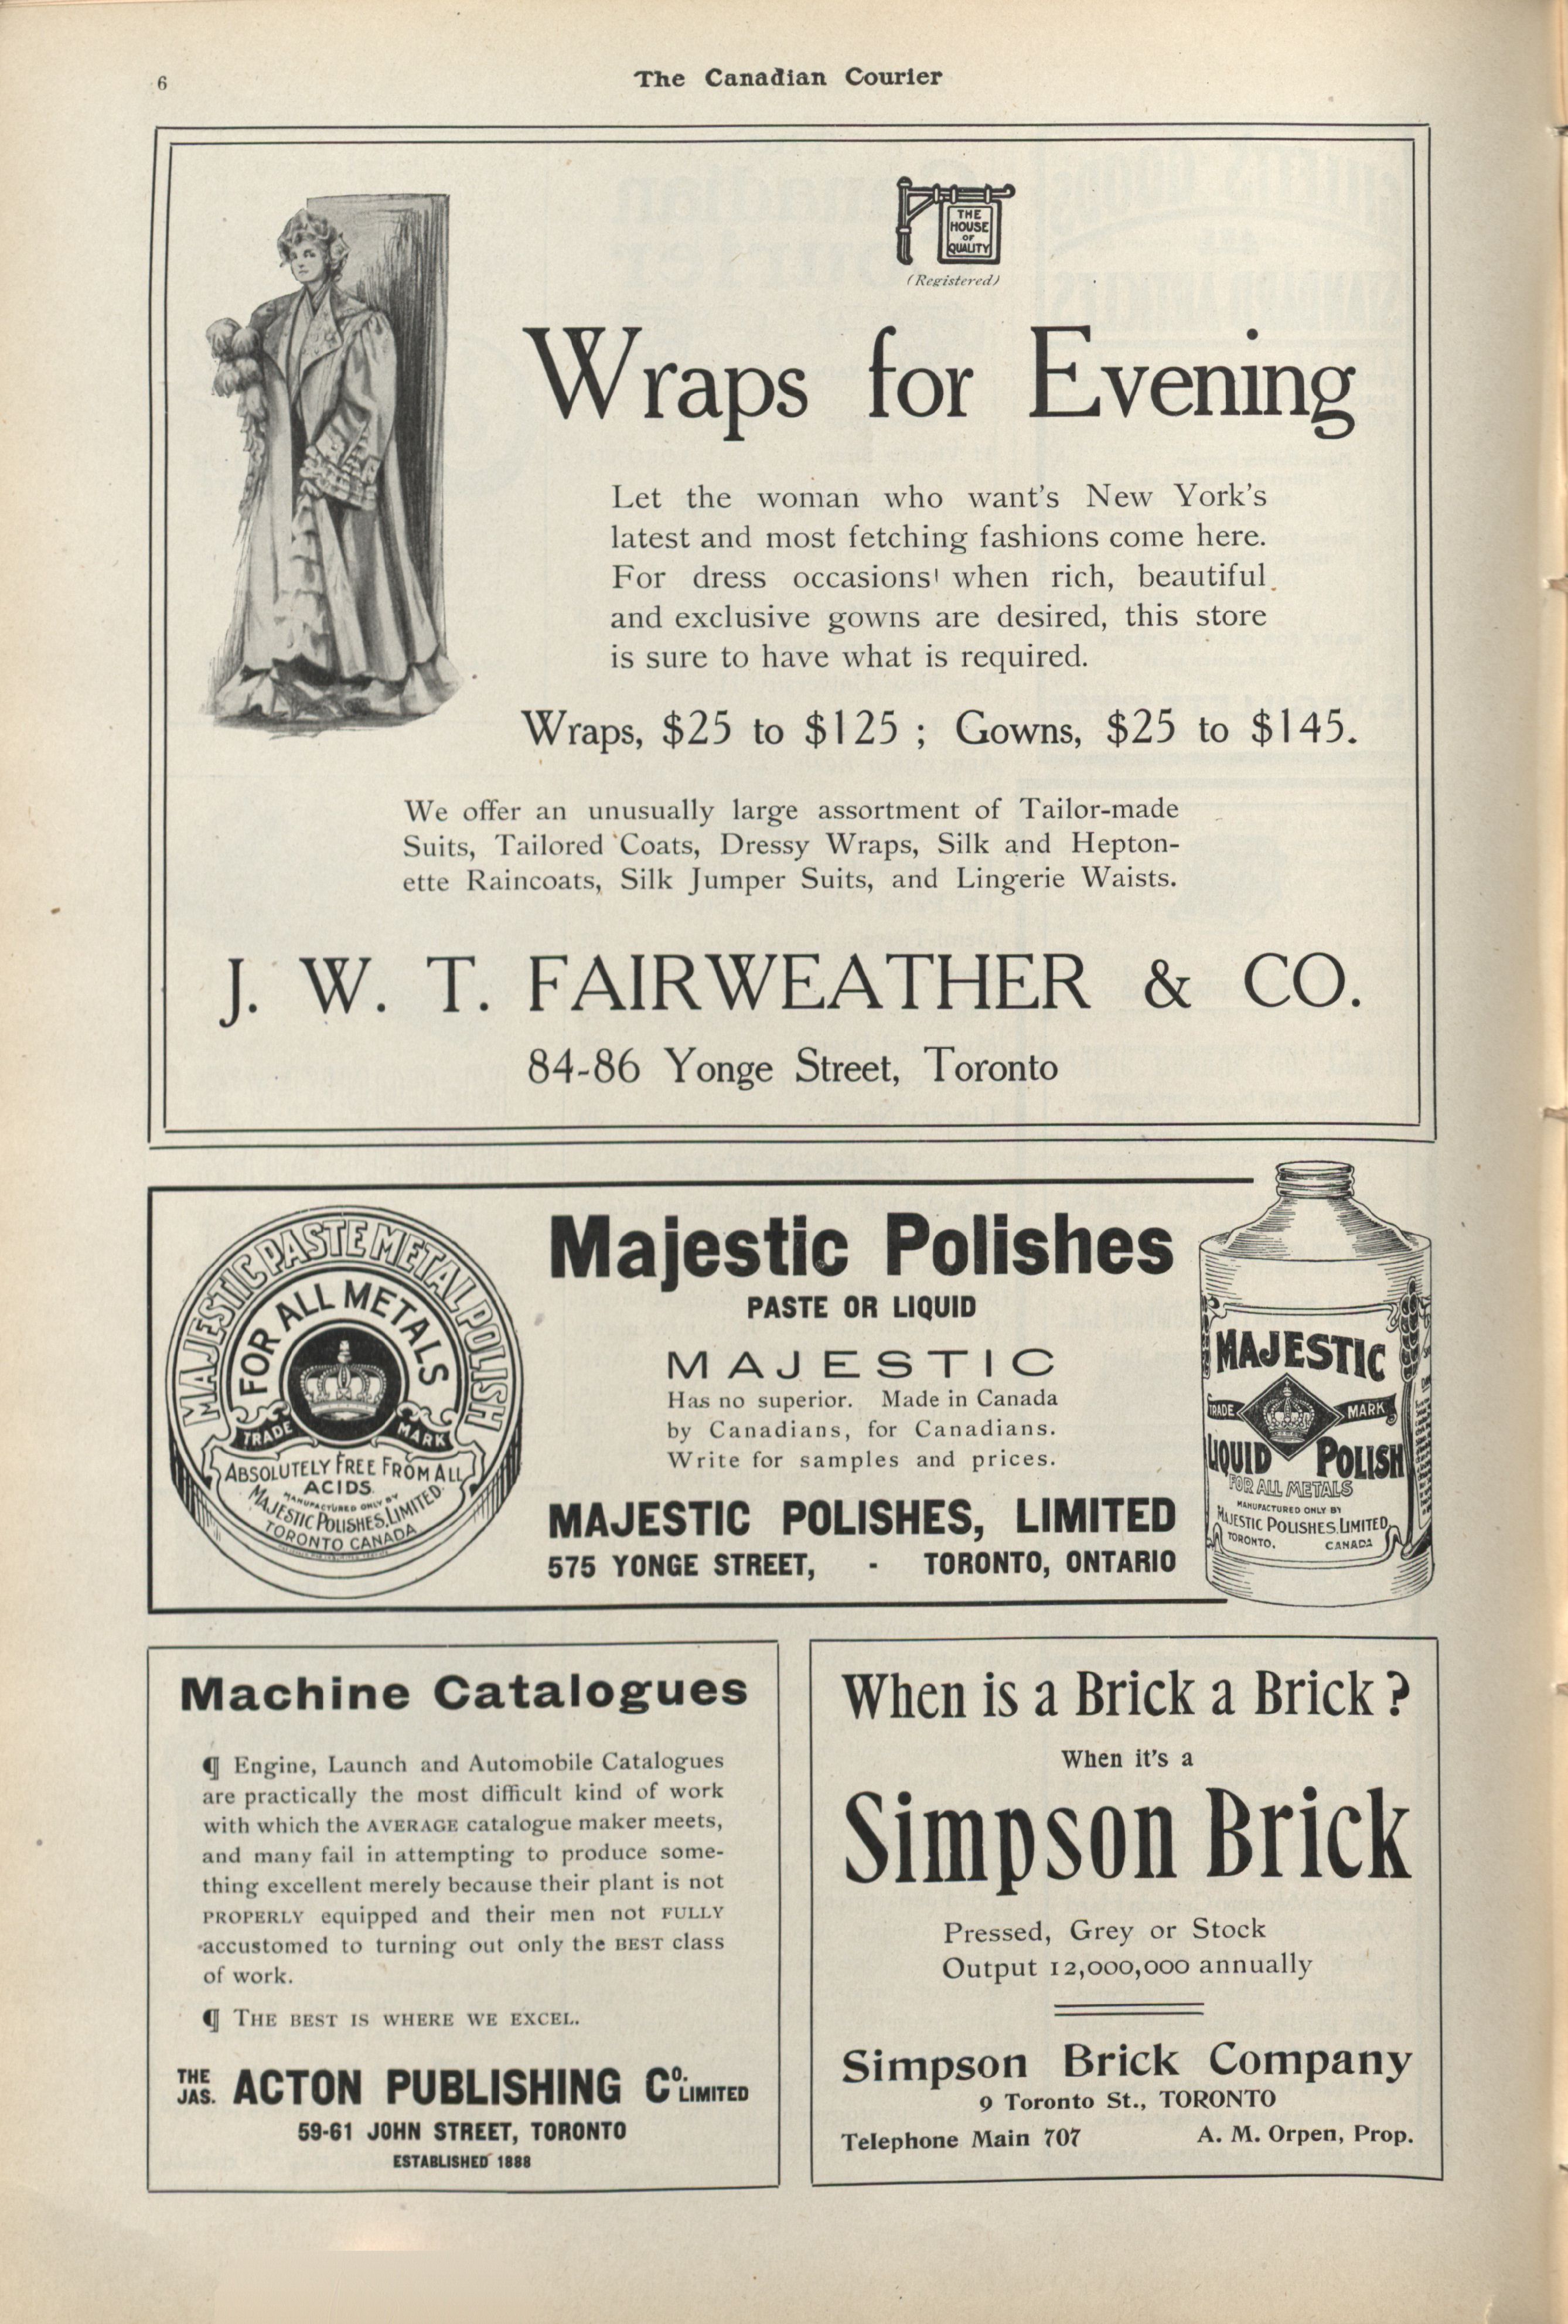 6
The Canadian Courier
THE
HOUSE
OF
QUALITY
(Registered)
Wraps for Evening
Let the woman who want's New York's
latest and most fetching fashions come here.
For dress occasions' when rich, beautiful
and exclusive gowns are desired, this store
is sure to have what is required.
Wraps, $25 to $125 ; Gowns, $25 to $145.
We offer an unusually large assortment of Tailor-made
Suits, Tailored Coats, Dressy Wraps, Silk and Hepton-
ette Raincoats, Silk Jumper Suits, and Lingerie Waists.
J. W. T. FAIRWEATHER & CO.
84-86 Yonge Street, Toronto
MAJESTIC PASTE METAL POLISH
FOR ALL METALS
TRADE MARK
ABSOLUTELY FREE FROM ALL
ACIDS
MANUFACTURED ONLY BY
MAJESTIC POLISHES, LIMITED.
TORONTO CANADA
Majestic Polishes
PASTE OR LIQUID
MAJESTIC
Has no superior. Made in Canada
by Canadians, for Canadians.
Write for samples and prices.
MAJESTIC POLISHES, LIMITED
575 YONGE STREET, - TORONTO, ONTARIO
MAJESTIC
TRADE MARK
LIQUID POLISH
FOR ALL METALS
MANUFACTURED ONLY BY
MAJESTIC POLISHES, LIMITED,
TORONTO, CANADA
Machine Catalogues
¶ Engine, Launch and Automobile Catalogues
are practically the most difficult kind of work
with which the AVERAGE catalogue maker meets,
and many fail in attempting to produce some-
thing excellent merely because their plant is not
PROPERLY equipped and their men not FULLY
accustomed to turning out only the BEST class
of work.
¶ THE BEST IS WHERE WE EXCEL.
THE JAS. ACTON PUBLISHING Co. LIMITED
59-61 JOHN STREET, TORONTO
ESTABLISHED 1888
When is a Brick a Brick ?
When it's a
Simpson Brick
Pressed, Grey or Stock
Output 12,000,000 annually
Simpson Brick Company
9 Toronto St., TORONTO
Telephone Main 707 A. M. Orpen, Prop.